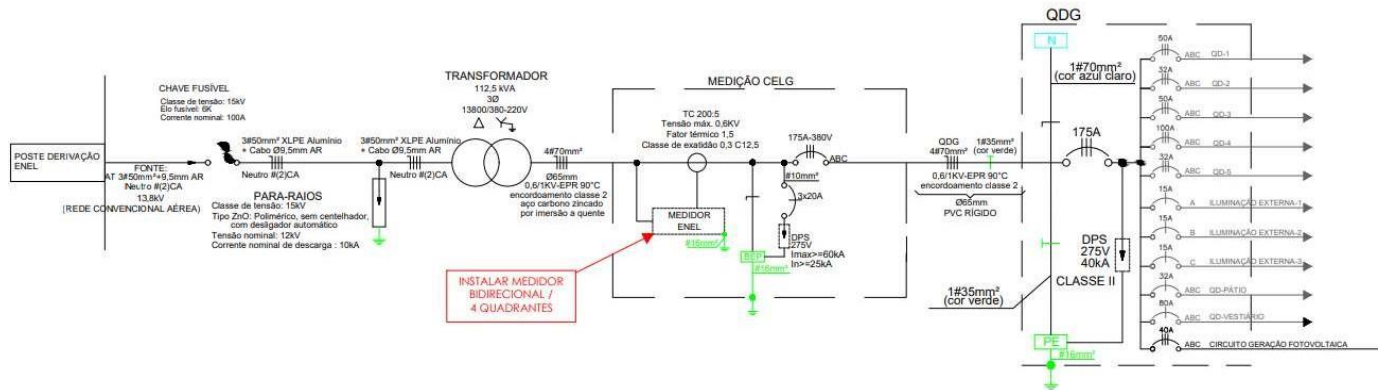 POSTE DERIVAÇÃO
ENEL
CHAVE FUSÍVEL
Classe de tensão: 15kV
Elo fusível: 6K
Corrente nominal: 100A
FONTE:
AT 3#50mm²+9,5mm AR
Neutro #(2)CA
13,8kV
(REDE CONVENCIONAL AÉREA)
3#50mm² XLPE Alumínio
+ Cabo Ø9,5mm AR
Neutro #(2)CA
PARA-RAIOS
Classe de tensão: 15kV
Tipo ZnO: Polimérico, sem centelhador,
com desligador automático
Tensão nominal: 12kV
Corrente nominal de descarga : 10kA
3#50mm² XLPE Alumínio
+ Cabo Ø9,5mm AR
Neutro #(2)CA
TRANSFORMADOR
112,5 kVA
3Ø
13800/380-220V
4#70mm²
Ø65mm
0,6/1KV-EPR 90°C
encordoamento classe 2
aço carbono zincado
por imersão a quente
MEDIÇÃO CELG
TC 200:5
Tensão máx. 0,6KV
Fator térmico 1,5
Classe de exatidão 0,3 C12,5
MEDIDOR
ENEL
#16mm²
INSTALAR MEDIDOR
BIDIRECIONAL /
4 QUADRANTES
175A-380V
ABC
#10mm²
3x20A
DPS
275V
Imax>=60kA
In>=25kA
BEP
#16mm²
QDG
4#70mm²
1#35mm²
(cor verde)
0,6/1KV-EPR 90°C
encordoamento classe 2
Ø65mm
PVC RÍGIDO
1#35mm²
(cor verde)
QDG
N
1#70mm²
(cor azul claro)
175A
DPS
275V
40kA
CLASSE II
PE
#16mm²
50A ABC QD-1
32A ABC QD-2
50A ABC QD-3
100A ABC QD-4
32A ABC QD-5
15A A ILUMINAÇÃO EXTERNA-1
15A B ILUMINAÇÃO EXTERNA-2
15A C ILUMINAÇÃO EXTERNA-3
32A ABC QD-PÁTIO
80A ABC QD-VESTIÁRIO
40A ABC CIRCUITO GERAÇÃO FOTOVOLTAICA